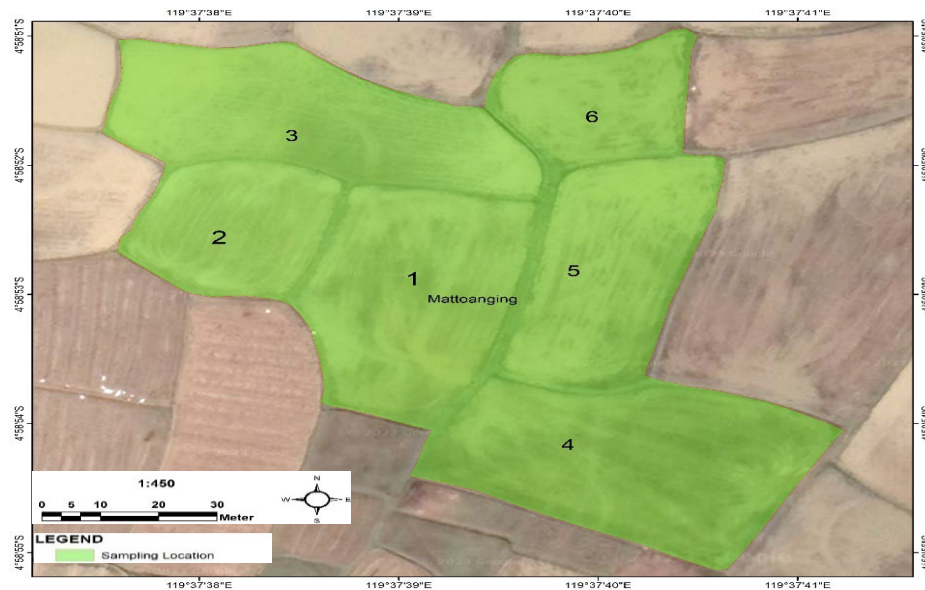 119°37'38"E 119°37'39"E 119°37'40"E 119°37'41"E
4°58'51"S
4°58'52"S
4°58'53"S
4°58'54"S
4°58'55"S
3
6
2
1
5
Mattoanging
4
1:450
N
W E
S
0 5 10 20 30
Meter
LEGEND
Sampling Location
119°37'38"E 119°37'39"E 119°37'40"E 119°37'41"E